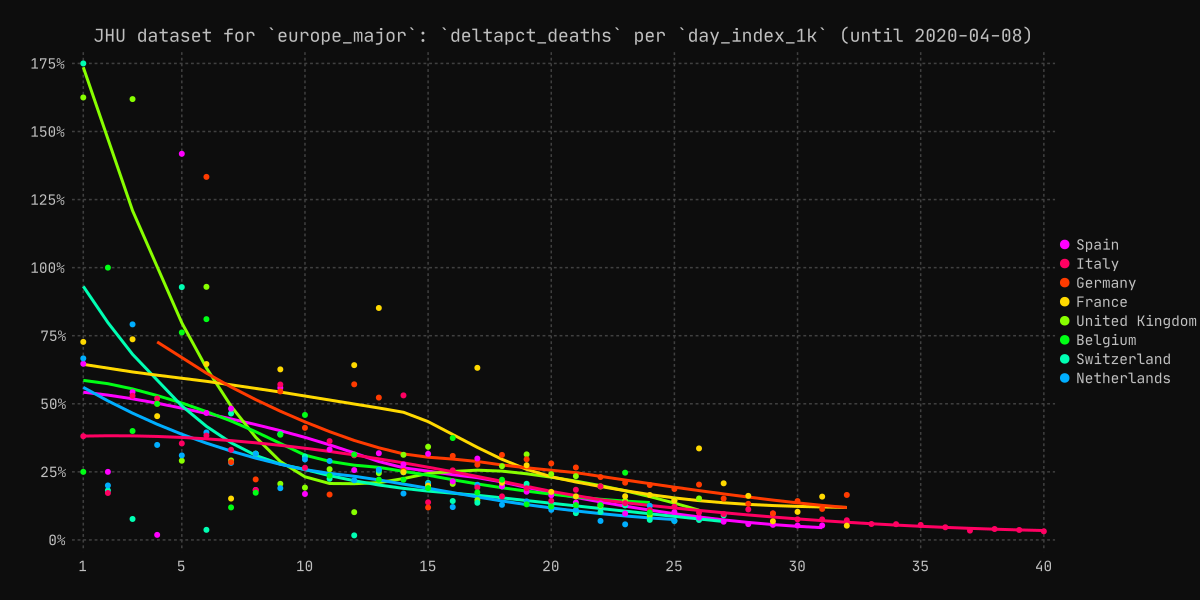 JHU dataset for `europe_major`: `deltapct_deaths` per `day_index_1k` (until 2020-04-08)
175%
150%
125%
100%
75%
50%
25%
0%
1 5 10 15 20 25 30 35 40
Spain
Italy
Germany
France
United Kingdom
Belgium
Switzerland
Netherlands